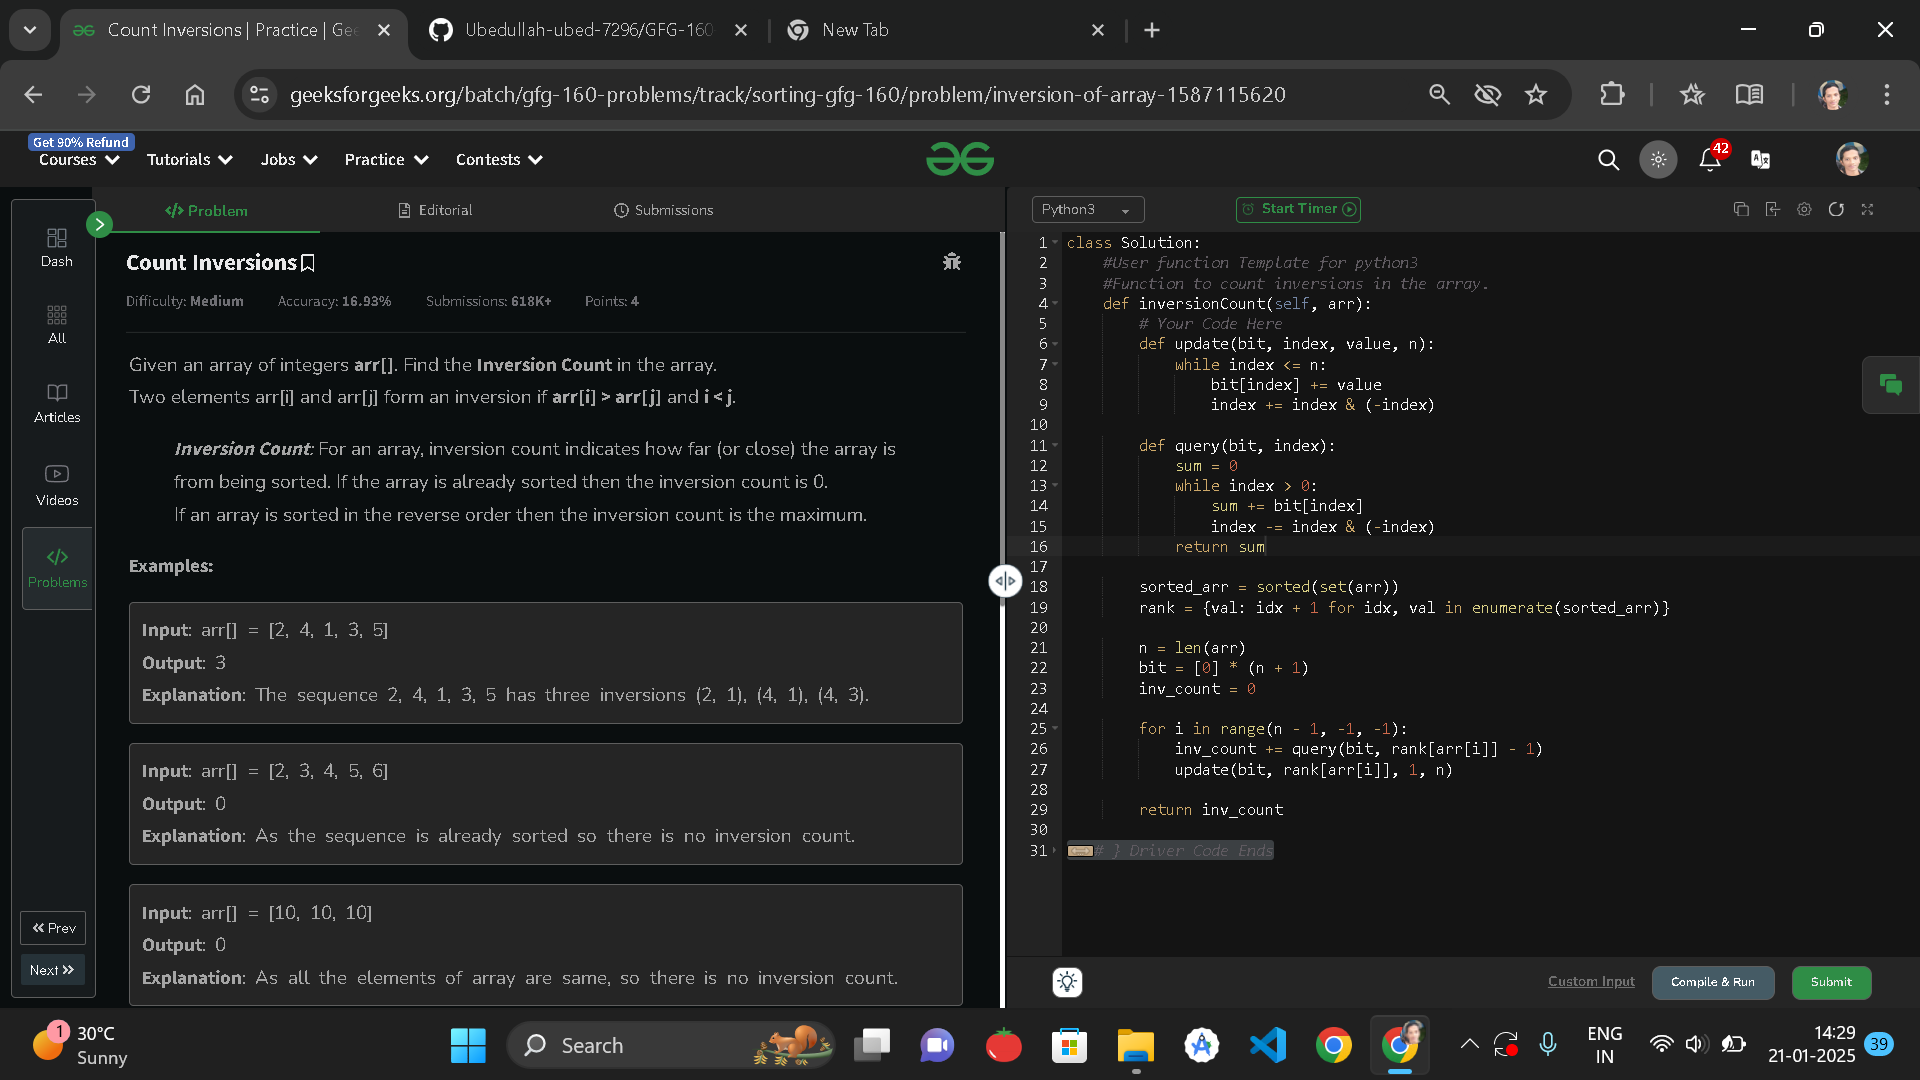 Count Inversions | Practice | Gee
Ubedullah-ubed-7296/GFG-160
New Tab
geeksforgeeks.org/batch/gfg-160-problems/track/sorting-gfg-160/problem/inversion-of-array-1587115620
Get 90% Refund
Courses
Tutorials
Jobs
Practice
Contests
42
Dash
All
Articles
Videos
Problems
Prev
Next
Problem
Editorial
Submissions
Count Inversions
Difficulty: Medium Accuracy: 16.93% Submissions: 618K+ Points: 4
Given an array of integers arr[]. Find the Inversion Count in the array.
Two elements arr[i] and arr[j] form an inversion if arr[i] > arr[j] and i < j.
Inversion Count: For an array, inversion count indicates how far (or close) the array is
from being sorted. If the array is already sorted then the inversion count is 0.
If an array is sorted in the reverse order then the inversion count is the maximum.
Examples:
Input: arr[] = [2, 4, 1, 3, 5]
Output: 3
Explanation: The sequence 2, 4, 1, 3, 5 has three inversions (2, 1), (4, 1), (4, 3).
Input: arr[] = [2, 3, 4, 5, 6]
Output: 0
Explanation: As the sequence is already sorted so there is no inversion count.
Input: arr[] = [10, 10, 10]
Output: 0
Explanation: As all the elements of array are same, so there is no inversion count.
Python3
Start Timer
1 class Solution:
2 #User function Template for python3
3 #Function to count inversions in the array.
4 def inversionCount(self, arr):
5 # Your Code Here
6 def update(bit, index, value, n):
7 while index <= n:
8 bit[index] += value
9 index += index & (-index)
10
11 def query(bit, index):
12 sum = 0
13 while index > 0:
14 sum += bit[index]
15 index -= index & (-index)
16 return sum
17
18 sorted_arr = sorted(set(arr))
19 rank = {val: idx + 1 for idx, val in enumerate(sorted_arr)}
20
21 n = len(arr)
22 bit = [0] * (n + 1)
23 inv_count = 0
24
25 for i in range(n - 1, -1, -1):
26 inv_count += query(bit, rank[arr[i]] - 1)
27 update(bit, rank[arr[i]], 1, n)
28
29 return inv_count
30
31 # } Driver Code Ends
Custom Input
Compile & Run
Submit
1
30°C
Sunny
Search
ENG
IN
14:29
21-01-2025
39